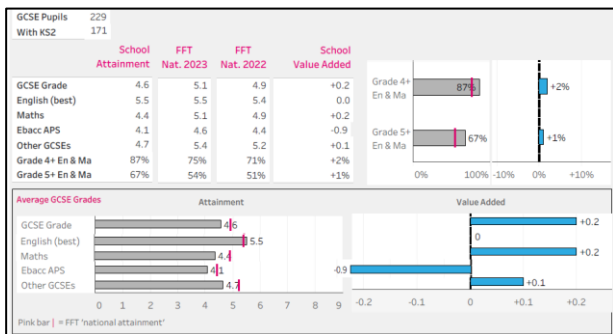 GCSE Pupils 229
With KS2 171
School Attainment FFT Nat. 2023 FFT Nat. 2022 School Value Added
GCSE Grade 4.6 5.1 4.9 +0.2
English (best) 5.5 5.5 5.4 0.0
Maths 4.4 5.1 4.9 +0.2
Ebacc APS 4.1 4.6 4.4 -0.9
Other GCSEs 4.7 5.4 5.2 +0.1
Grade 4+ En & Ma 87% 75% 71% +2%
Grade 5+ En & Ma 67% 54% 51% +1%
Grade 4+ En & Ma 87% +2%
Grade 5+ En & Ma 67% +1%
0% 100% -10% 0% +10%
Average GCSE Grades Attainment Value Added
GCSE Grade 4.6 +0.2
English (best) 5.5 0
Maths 4.4 +0.2
Ebacc APS 4.1 -0.9
Other GCSEs 4.7 +0.1
0 1 2 3 4 5 6 7 8 9 -0.2 -0.1 0 +0.1 +0.2
Pink bar | = FFT 'national attainment'